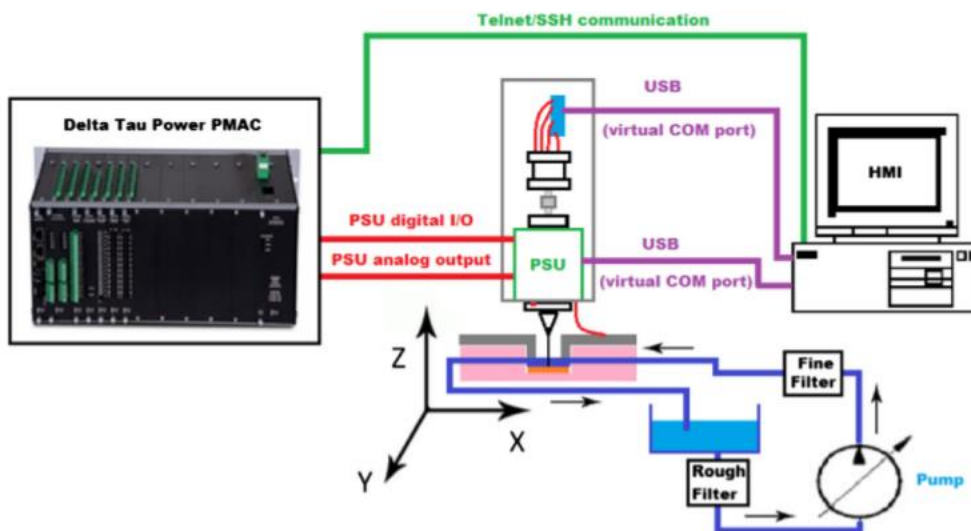 Telnet/SSH communication
Delta Tau Power PMAC
USB
(virtual COM port)
HMI
PSU digital I/O
PSU analog output
PSU
USB
(virtual COM port)
Z
X
Y
Fine
Filter
Rough
Filter
Pump